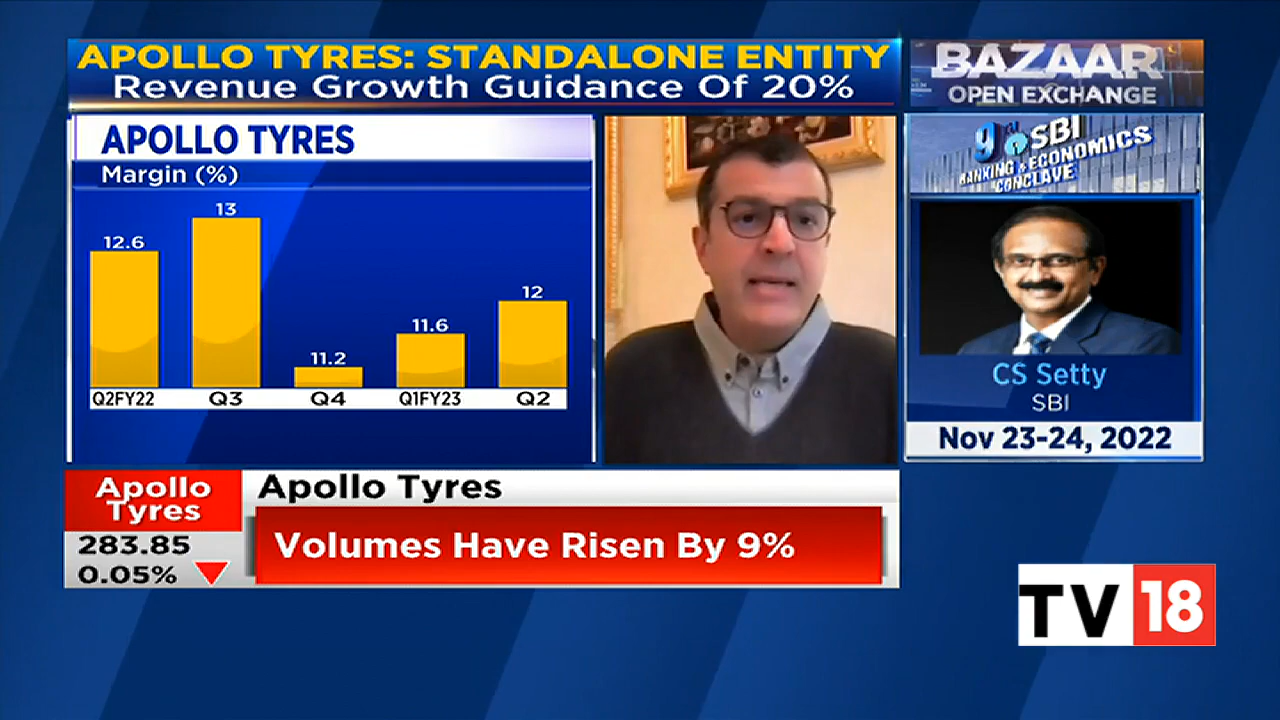 APOLLO TYRES: STANDALONE ENTITY
Revenue Growth Guidance Of 20%
BAZAAR
OPEN EXCHANGE
APOLLO TYRES
Margin (%)
12.6
13
11.2
11.6
12
Q2FY22
Q3
Q4
Q1FY23
Q2
9th SBI
BANKING & ECONOMICS
CONCLAVE
CS Setty
SBI
Nov 23-24, 2022
Apollo
Tyres
283.85
0.05%
Apollo Tyres
Volumes Have Risen By 9%
TV18